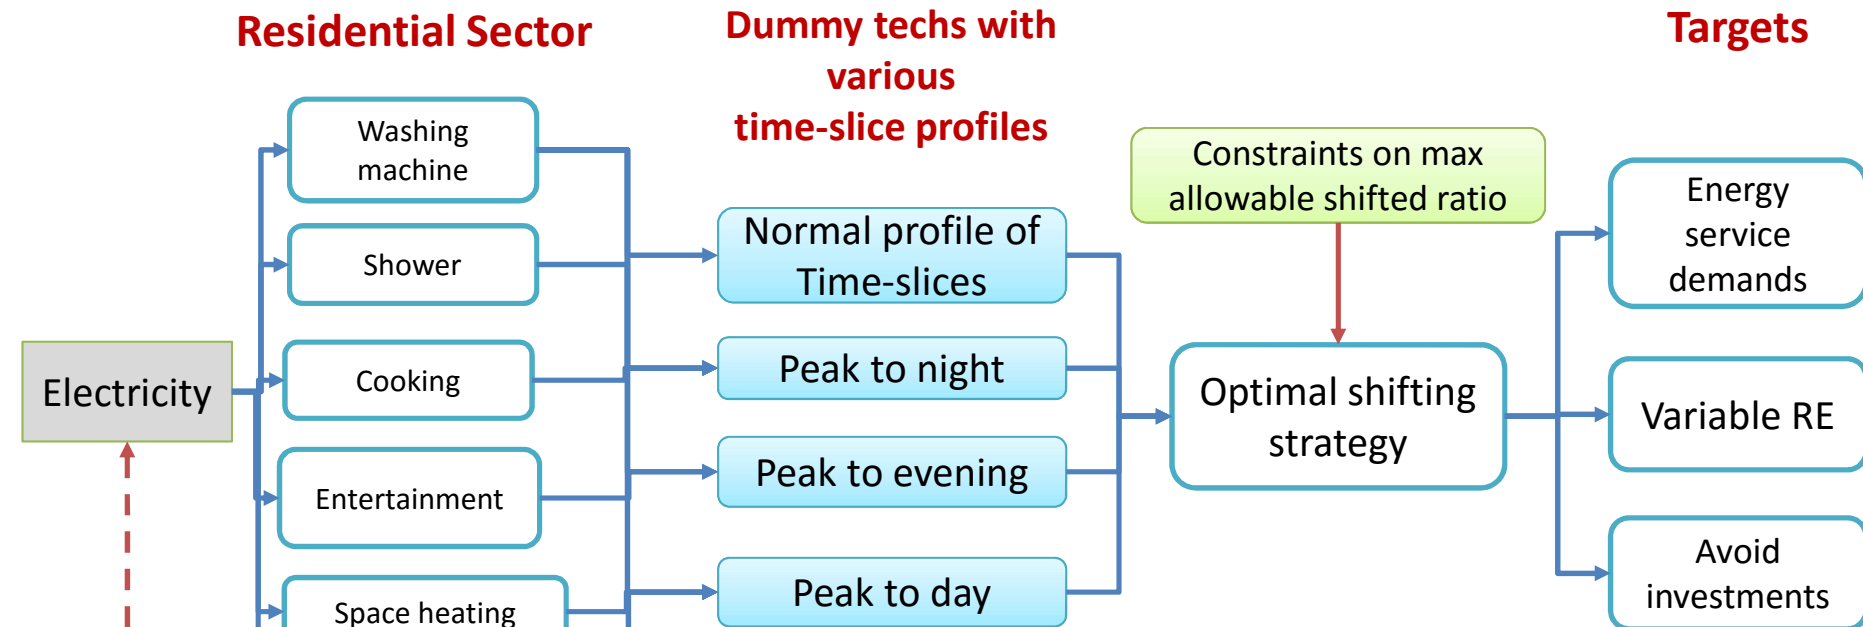 Residential Sector
Dummy techs with
various
time-slice profiles
Targets
Washing
machine
Shower
Cooking
Entertainment
Space heating
Electricity
Normal profile of
Time-slices
Peak to night
Peak to evening
Peak to day
Constraints on max
allowable shifted ratio
Optimal shifting
strategy
Energy
service
demands
Variable RE
Avoid
investments